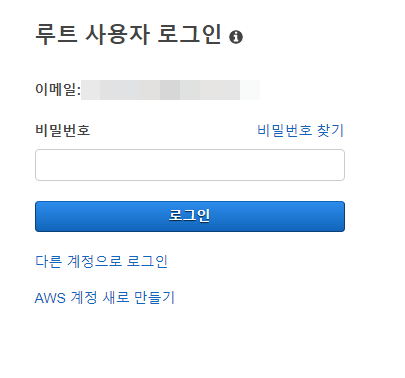 루트 사용자 로그인
이메일:
비밀번호 비밀번호 찾기
로그인
다른 계정으로 로그인
AWS 계정 새로 만들기